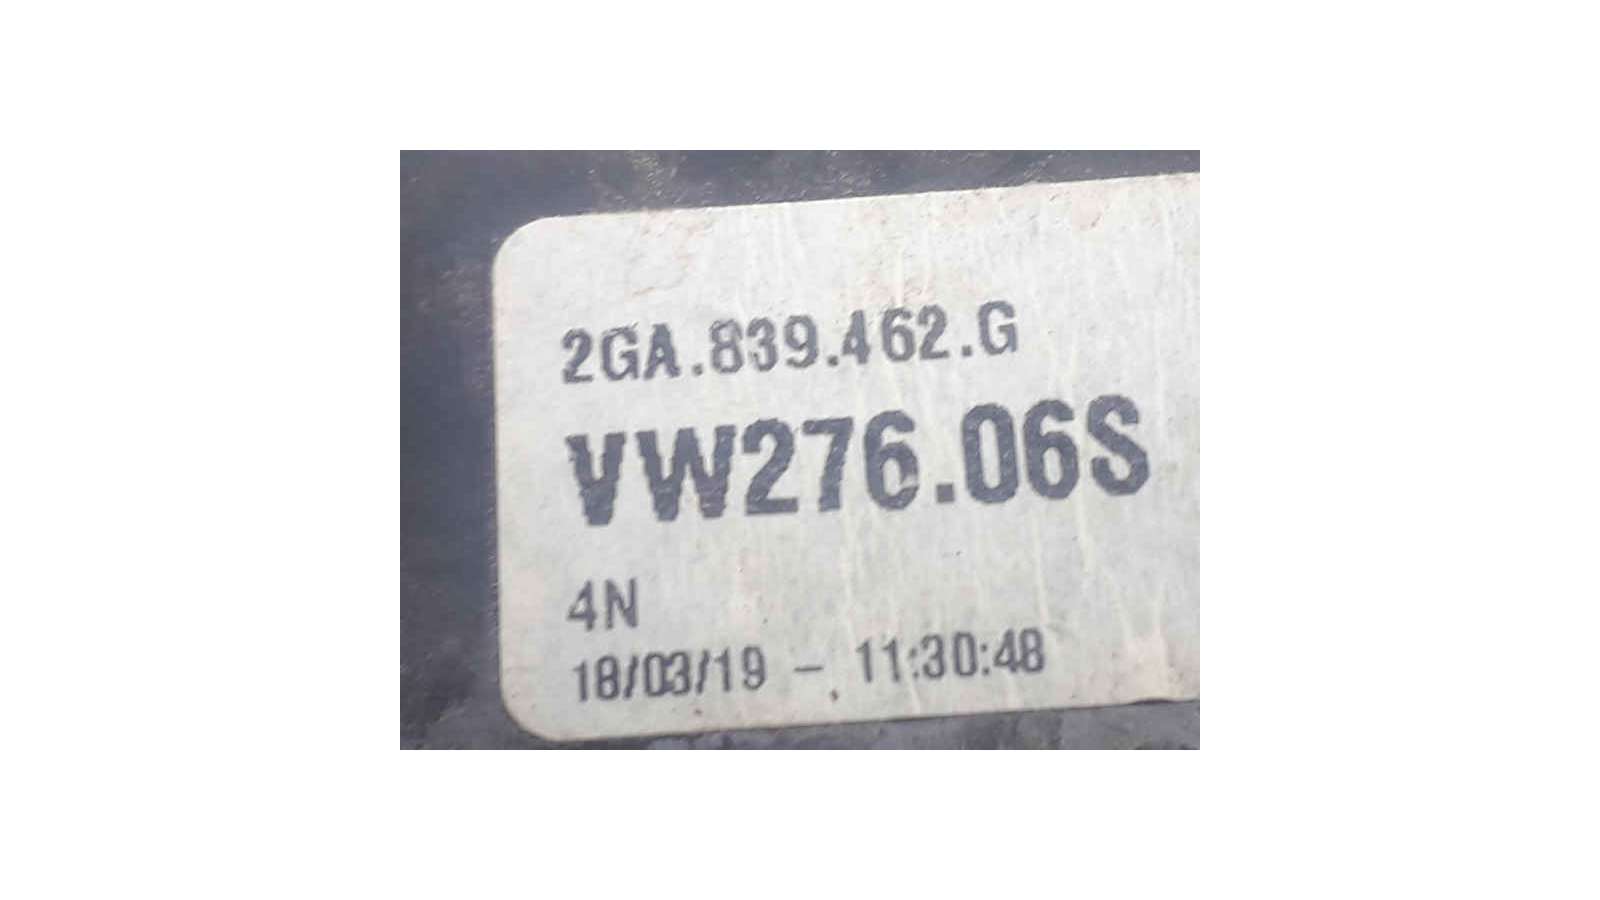 2GA.839.462.G
VW276.06S
4N
18/03/19 - 11:30:48